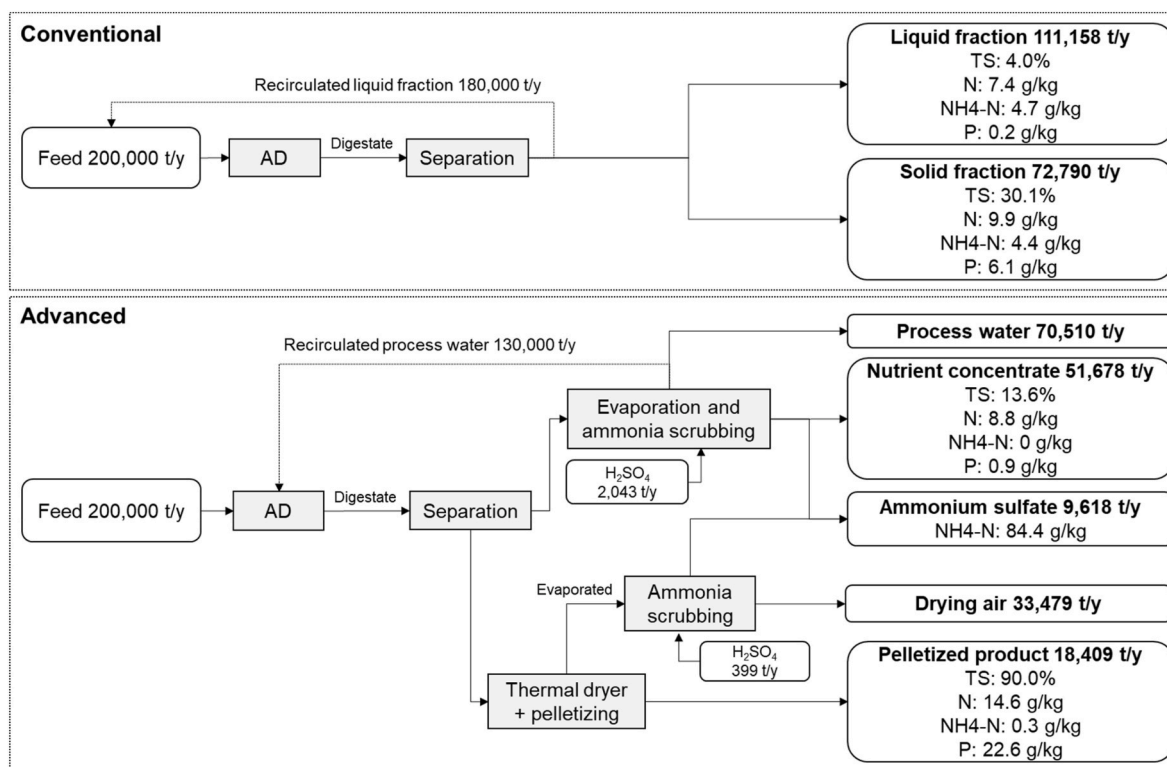 Conventional
Recirculated liquid fraction 180,000 t/y
Feed 200,000 t/y
AD
Digestate
Separation
Liquid fraction 111,158 t/y
TS: 4.0%
N: 7.4 g/kg
NH4-N: 4.7 g/kg
P: 0.2 g/kg
Solid fraction 72,790 t/y
TS: 30.1%
N: 9.9 g/kg
NH4-N: 4.4 g/kg
P: 6.1 g/kg
Advanced
Recirculated process water 130,000 t/y
Feed 200,000 t/y
AD
Digestate
Separation
Evaporation and
ammonia scrubbing
H₂SO₄
2,043 t/y
Evaporated
Ammonia
scrubbing
H₂SO₄
399 t/y
Thermal dryer
+ pelletizing
Process water 70,510 t/y
Nutrient concentrate 51,678 t/y
TS: 13.6%
N: 8.8 g/kg
NH4-N: 0 g/kg
P: 0.9 g/kg
Ammonium sulfate 9,618 t/y
NH4-N: 84.4 g/kg
Drying air 33,479 t/y
Pelletized product 18,409 t/y
TS: 90.0%
N: 14.6 g/kg
NH4-N: 0.3 g/kg
P: 22.6 g/kg